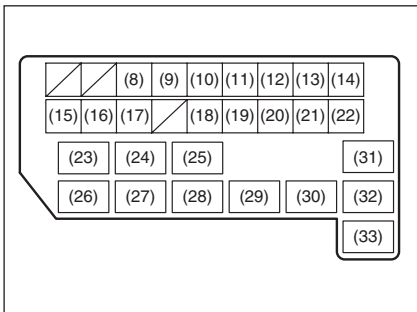 (8) (9) (10) (11) (12) (13) (14)
(15) (16) (17) (18) (19) (20) (21) (22)
(23) (24) (25) (31)
(26) (27) (28) (29) (30) (32)
(33)